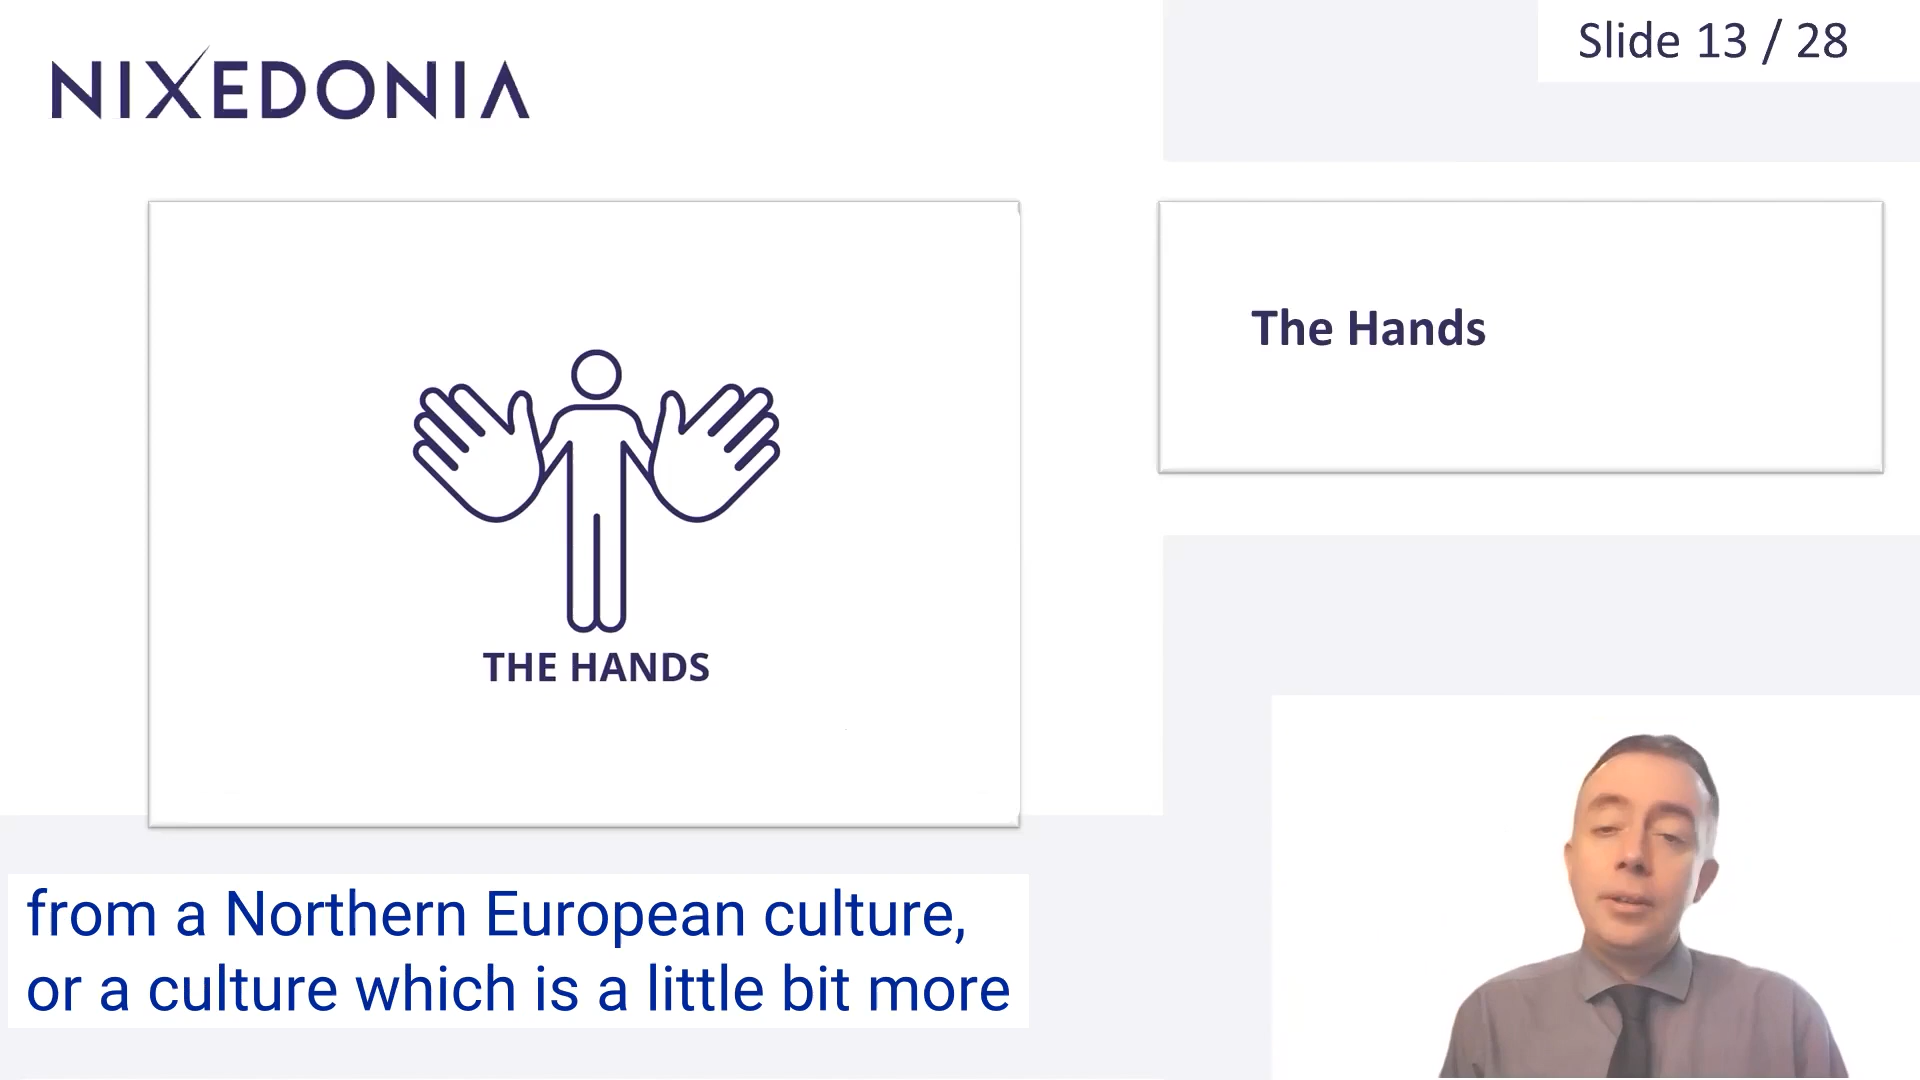 NIXEDONIA
Slide 13 / 28
The Hands
THE HANDS
from a Northern European culture,
or a culture which is a little bit more